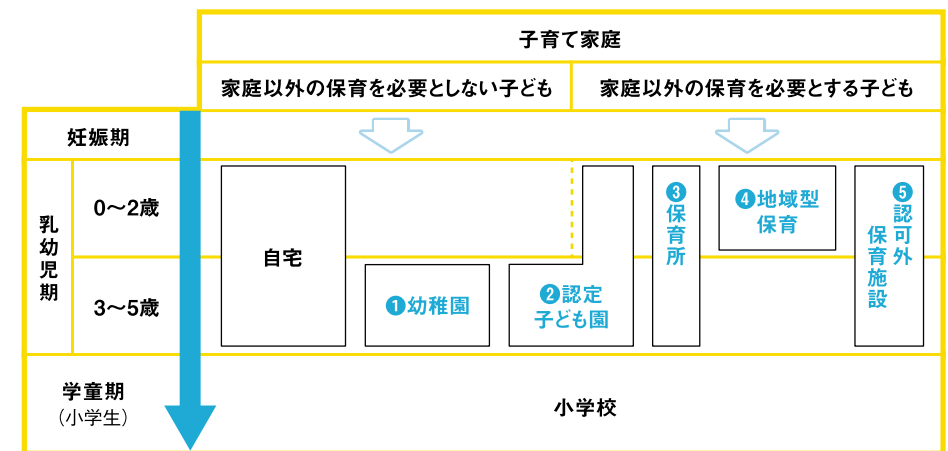 子育て家庭
家庭以外の保育を必要としない子ども
家庭以外の保育を必要とする子ども
妊娠期
乳幼児期
0〜2歳
3〜5歳
自宅
❶幼稚園
❷認定
子ども園
❸保育所
❹地域型
保育
❺認可外
保育施設
学童期
(小学生)
小学校